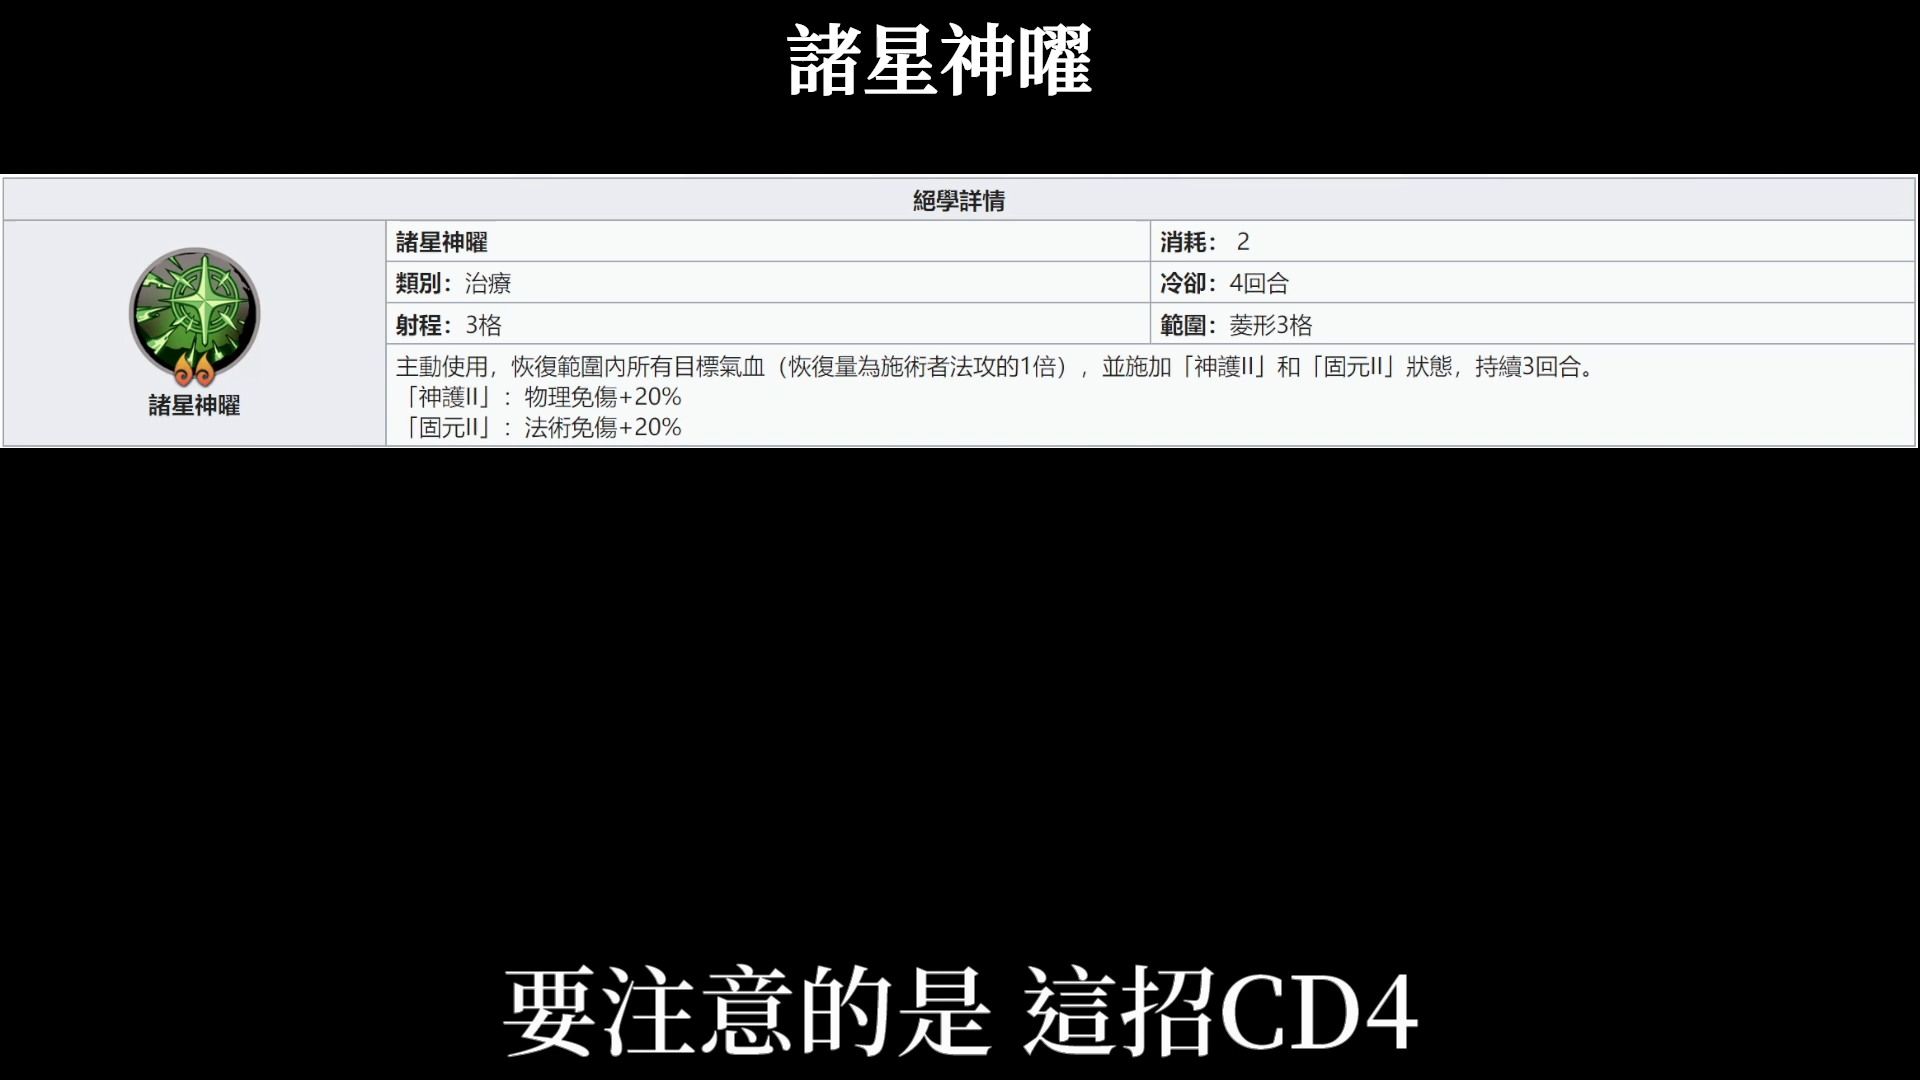 諸星神曜
絕學詳情
諸星神曜
諸星神曜
消耗： 2
類別：治療
冷卻：4回合
射程：3格
範圍：菱形3格
主動使用，恢復範圍內所有目標氣血（恢復量為施術者法攻的1倍），並施加「神護II」和「固元II」狀態，持續3回合。
「神護II」：物理免傷+20%
「固元II」：法術免傷+20%
要注意的是 這招CD4